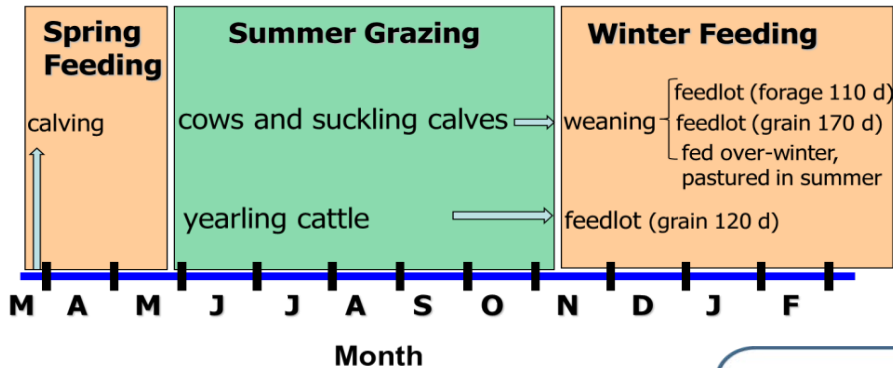 Spring
Feeding
calving
Summer Grazing
cows and suckling calves
yearling cattle
Winter Feeding
weaning
feedlot (forage 110 d)
feedlot (grain 170 d)
fed over-winter,
pastured in summer
feedlot (grain 120 d)
M A M J J A S O N D J F
Month